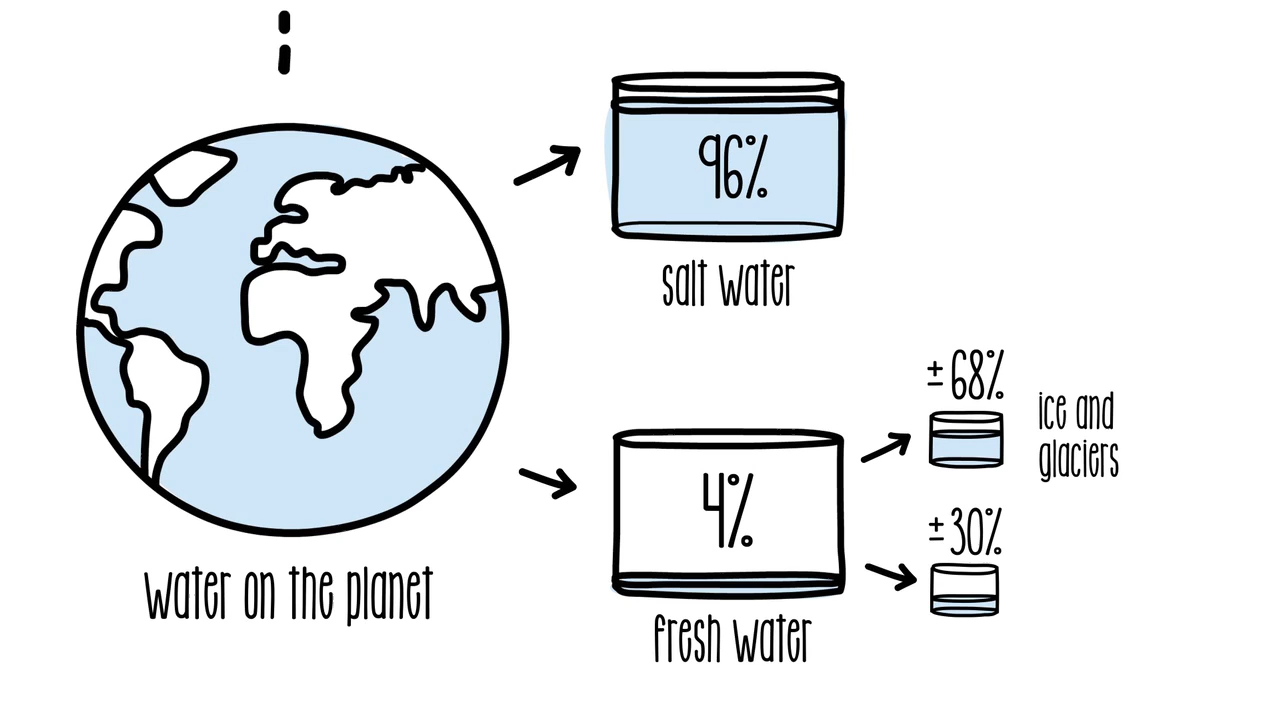 96%
salt water
±68%
ice and
glaciers
4%
±30%
water on the planet
fresh water